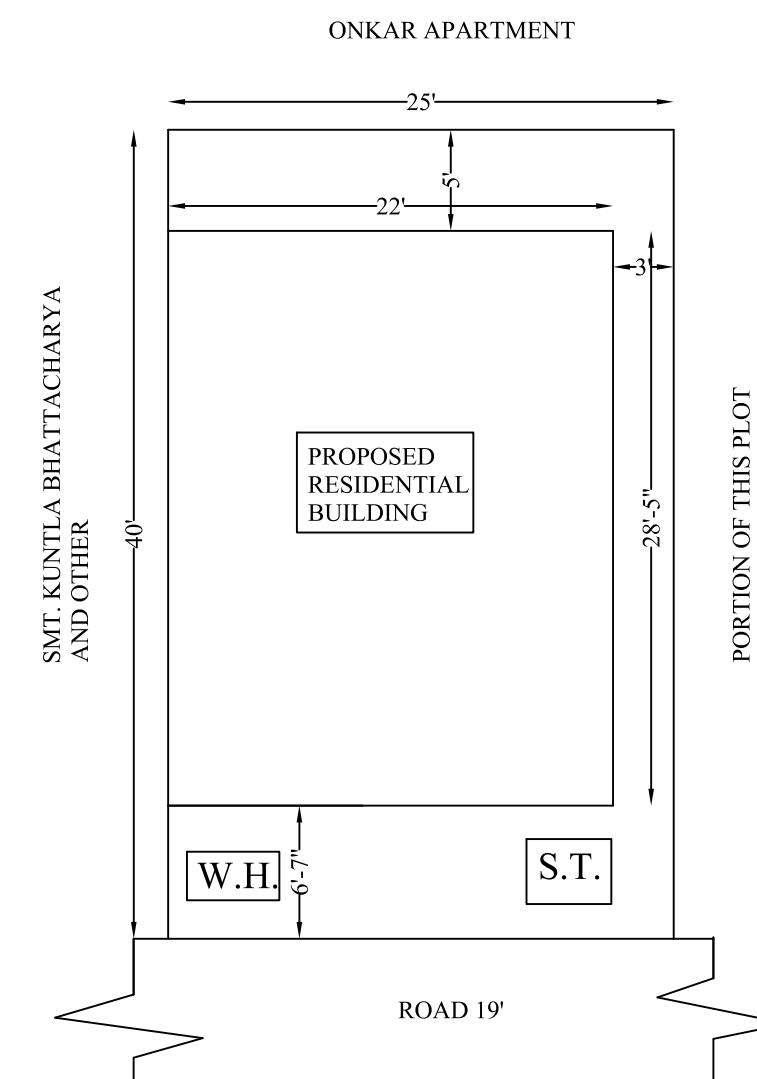 ONKAR APARTMENT
25'
5'
22'
3'
SMT. KUNTLA BHATTACHARYA
AND OTHER
40'
PROPOSED
RESIDENTIAL
BUILDING
28'-5"
PORTION OF THIS PLOT
W.H.
6'-7"
S.T.
ROAD 19'